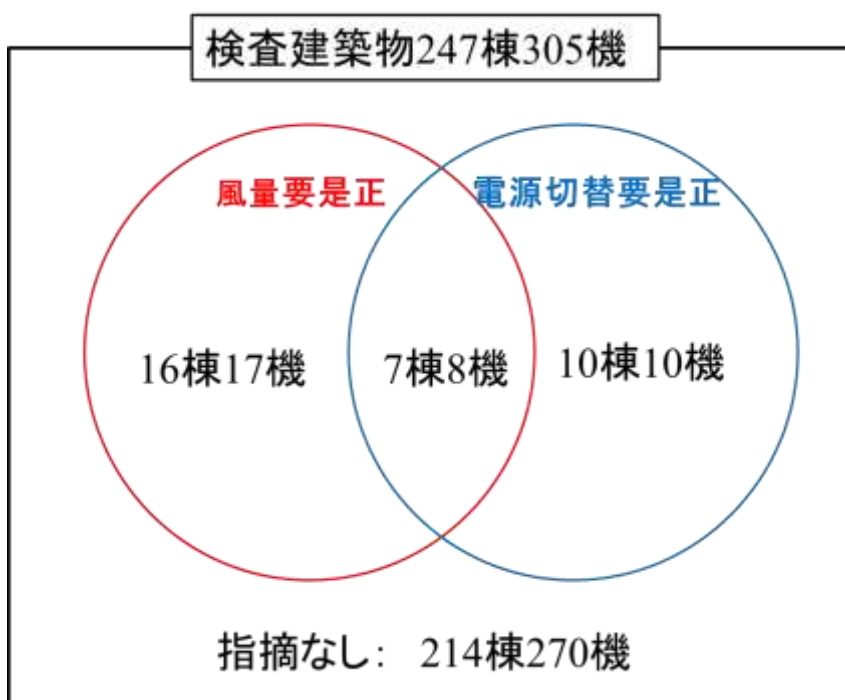 検査建築物247棟305機
風量要是正
電源切替要是正
16棟17機
7棟8機
10棟10機
指摘なし： 214棟270機